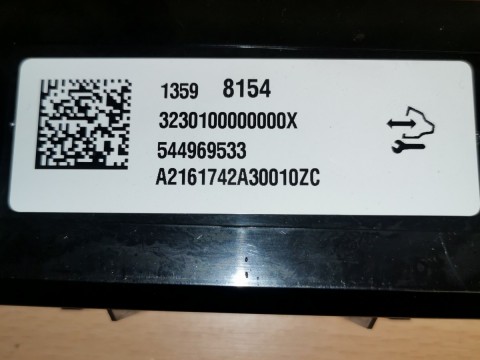 1359 8154
3230100000000X
544969533
A2161742A30010ZC